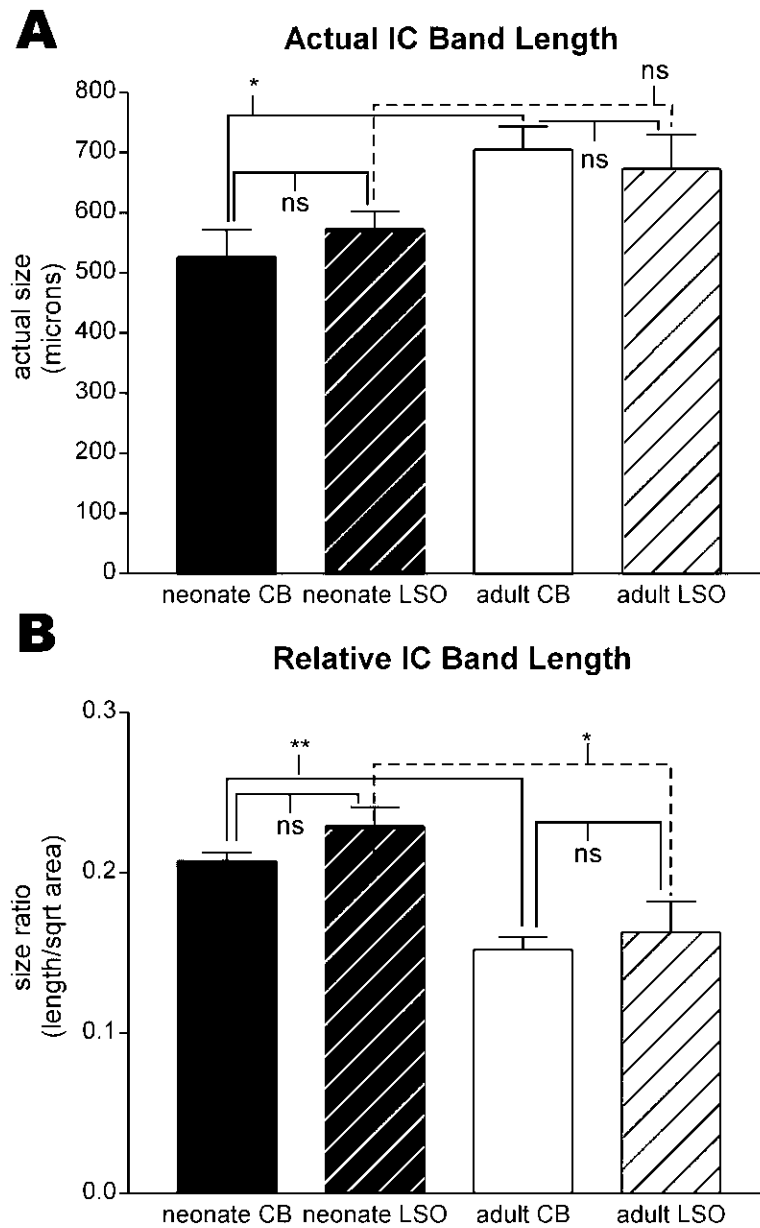 A
Actual IC Band Length
* ns
800
700
600
500
400
300
200
100
0
actual size
(microns)
ns
ns
neonate CB neonate LSO adult CB adult LSO
B
Relative IC Band Length
0.3
0.2
0.1
0.0
size ratio
(length/sqrt area)
** *
ns
ns
neonate CB neonate LSO adult CB adult LSO